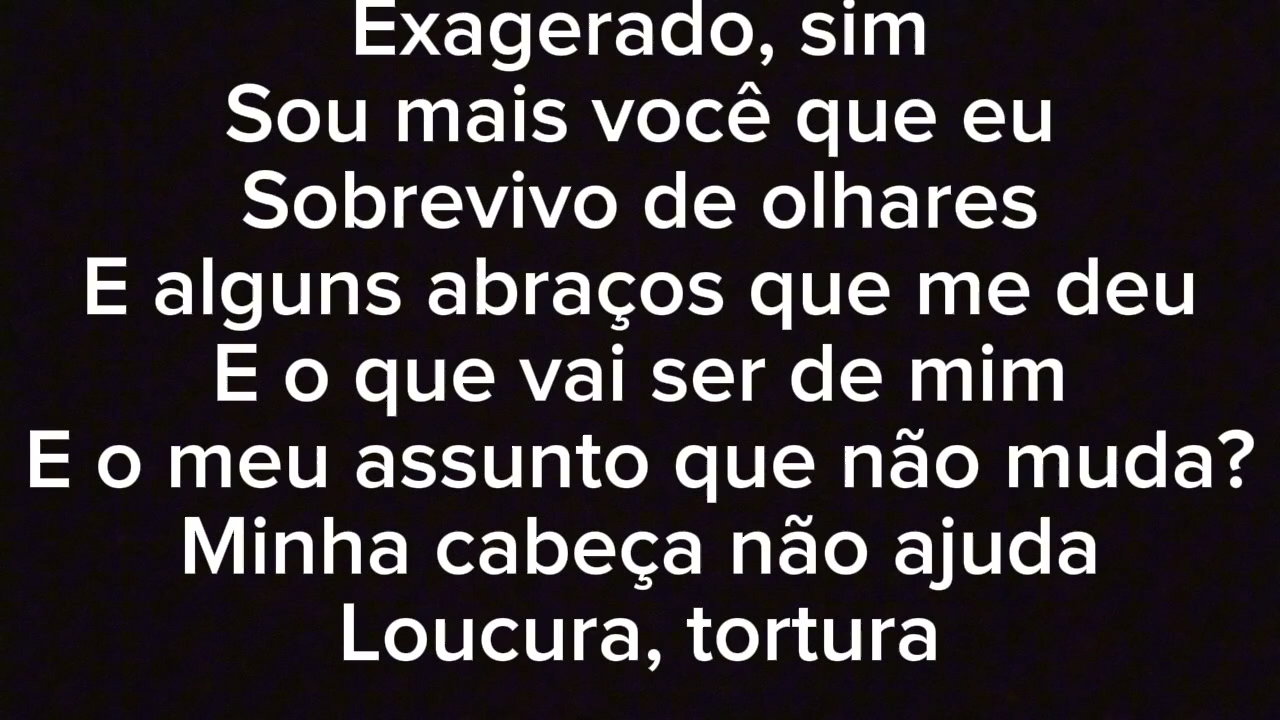 Exagerado, sim
Sou mais você que eu
Sobrevivo de olhares
E alguns abraços que me deu
E o que vai ser de mim
E o meu assunto que não muda?
Minha cabeça não ajuda
Loucura, tortura